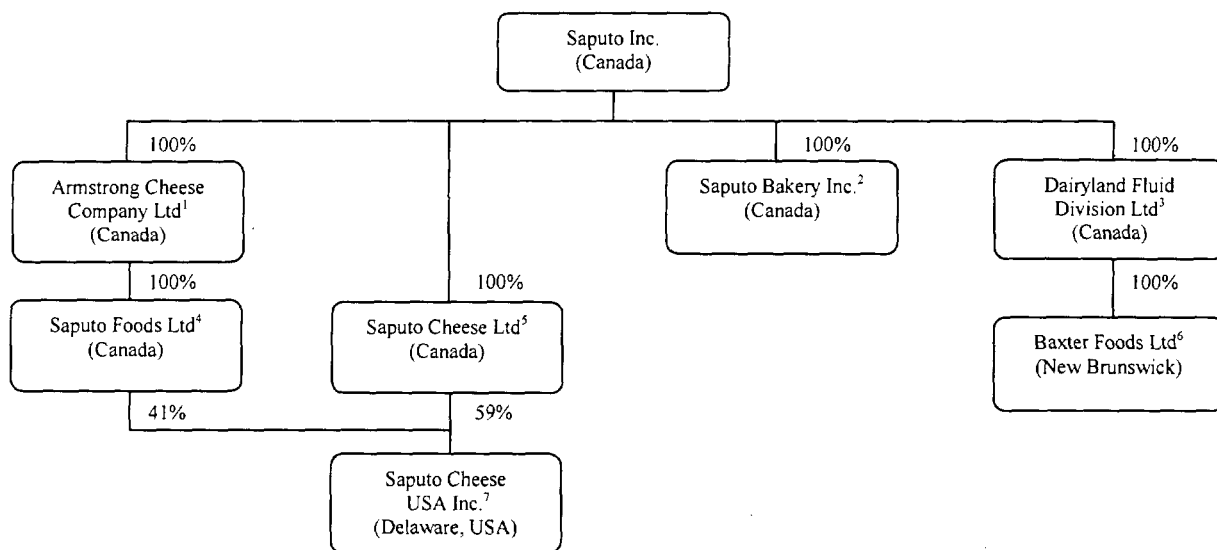 Saputo Inc.
(Canada)
100%
100%
100%
Armstrong Cheese
Company Ltd¹
(Canada)
Saputo Bakery Inc.²
(Canada)
Dairyland Fluid
Division Ltd³
(Canada)
100%
100%
100%
Saputo Foods Ltd⁴
(Canada)
Saputo Cheese Ltd⁵
(Canada)
Baxter Foods Ltd⁶
(New Brunswick)
41%
59%
Saputo Cheese
USA Inc.⁷
(Delaware, USA)